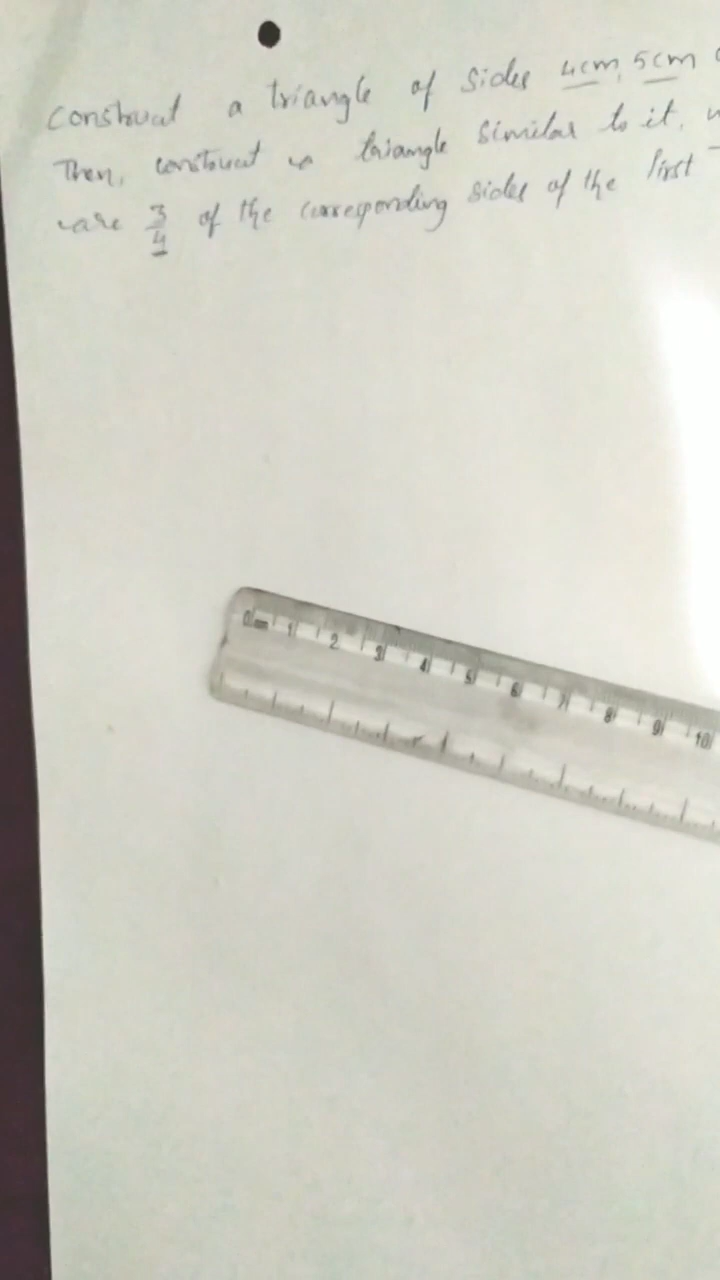 Construct a triangle of sides 4cm, 5cm
Then, construct a triangle similar to it,
are 3/4 of the corresponding sides of the first
0 1 2 3 4 5 6 7 8 9 10